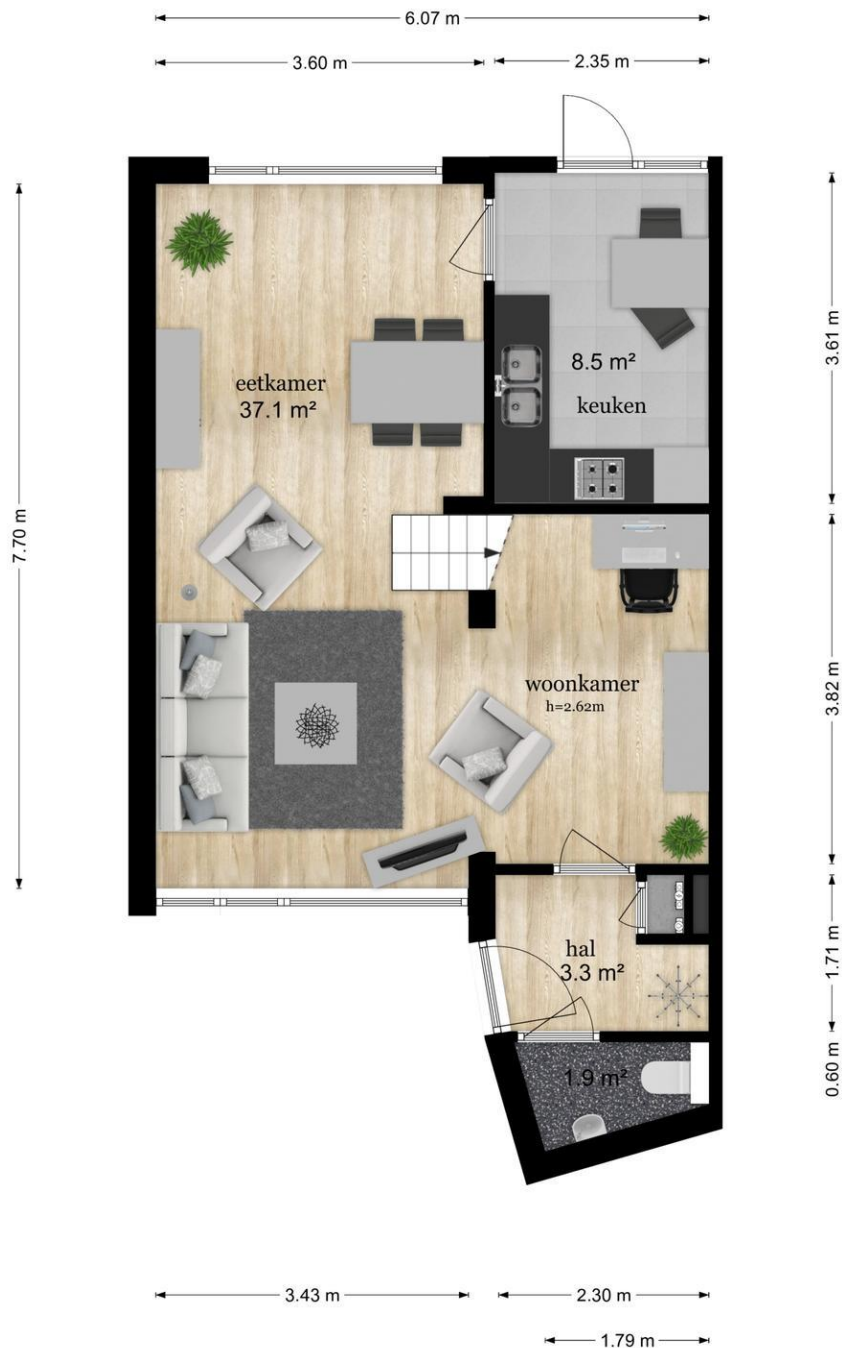 6.07 m
3.60 m
2.35 m
7.70 m
3.61 m
eetkamer
37.1 m²
8.5 m²
keuken
3.82 m
woonkamer
h=2.62m
hal
3.3 m²
1.71 m
1.9 m²
0.60 m
3.43 m
2.30 m
1.79 m